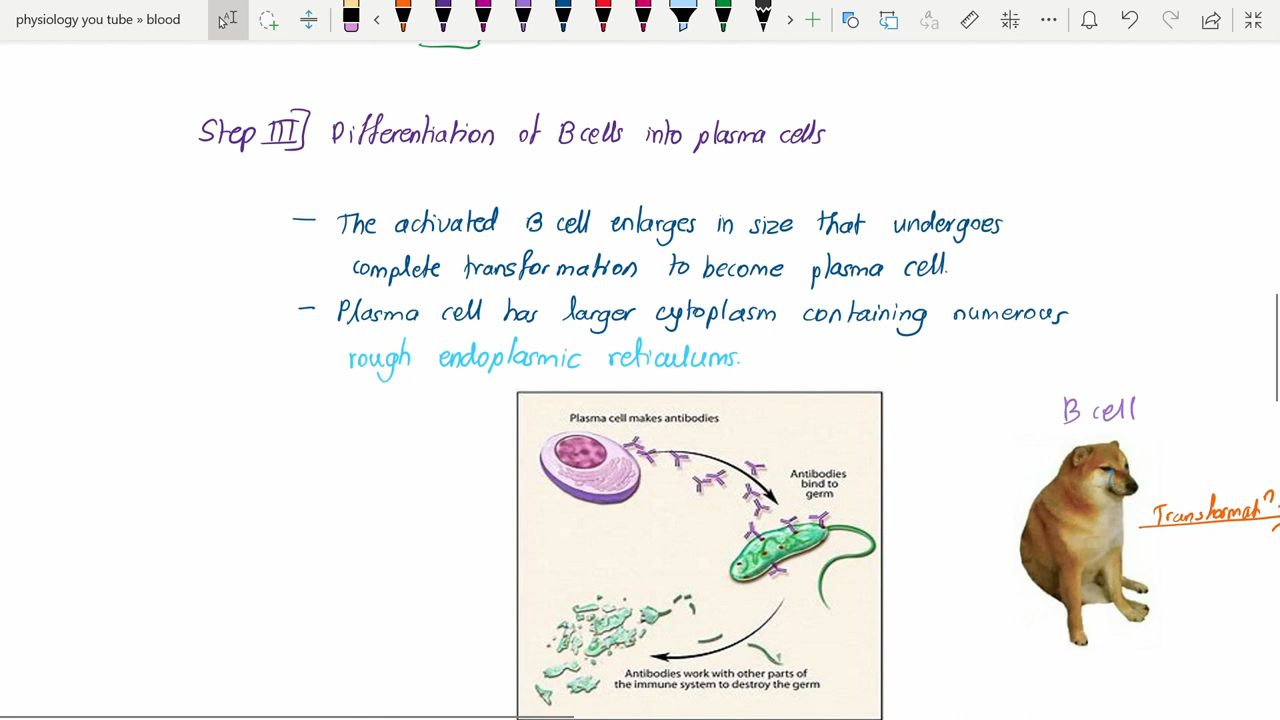 physiology you tube » blood
Step III] Differentiation of B cells into plasma cells
— The activated B cell enlarges in size that undergoes
complete transformation to become plasma cell.
— Plasma cell has larger cytoplasm containing numerous
rough endoplasmic reticulums.
Plasma cell makes antibodies
Antibodies
bind to
germ
Antibodies work with other parts of
the immune system to destroy the germ
B cell
Transformatⁿ